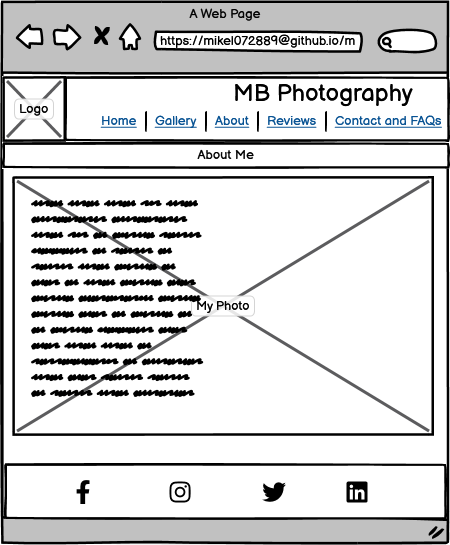 A Web Page
https://mikel072889@github.io/m
Logo
MB Photography
Home
Gallery
About
Reviews
Contact and FAQs
About Me
My Photo